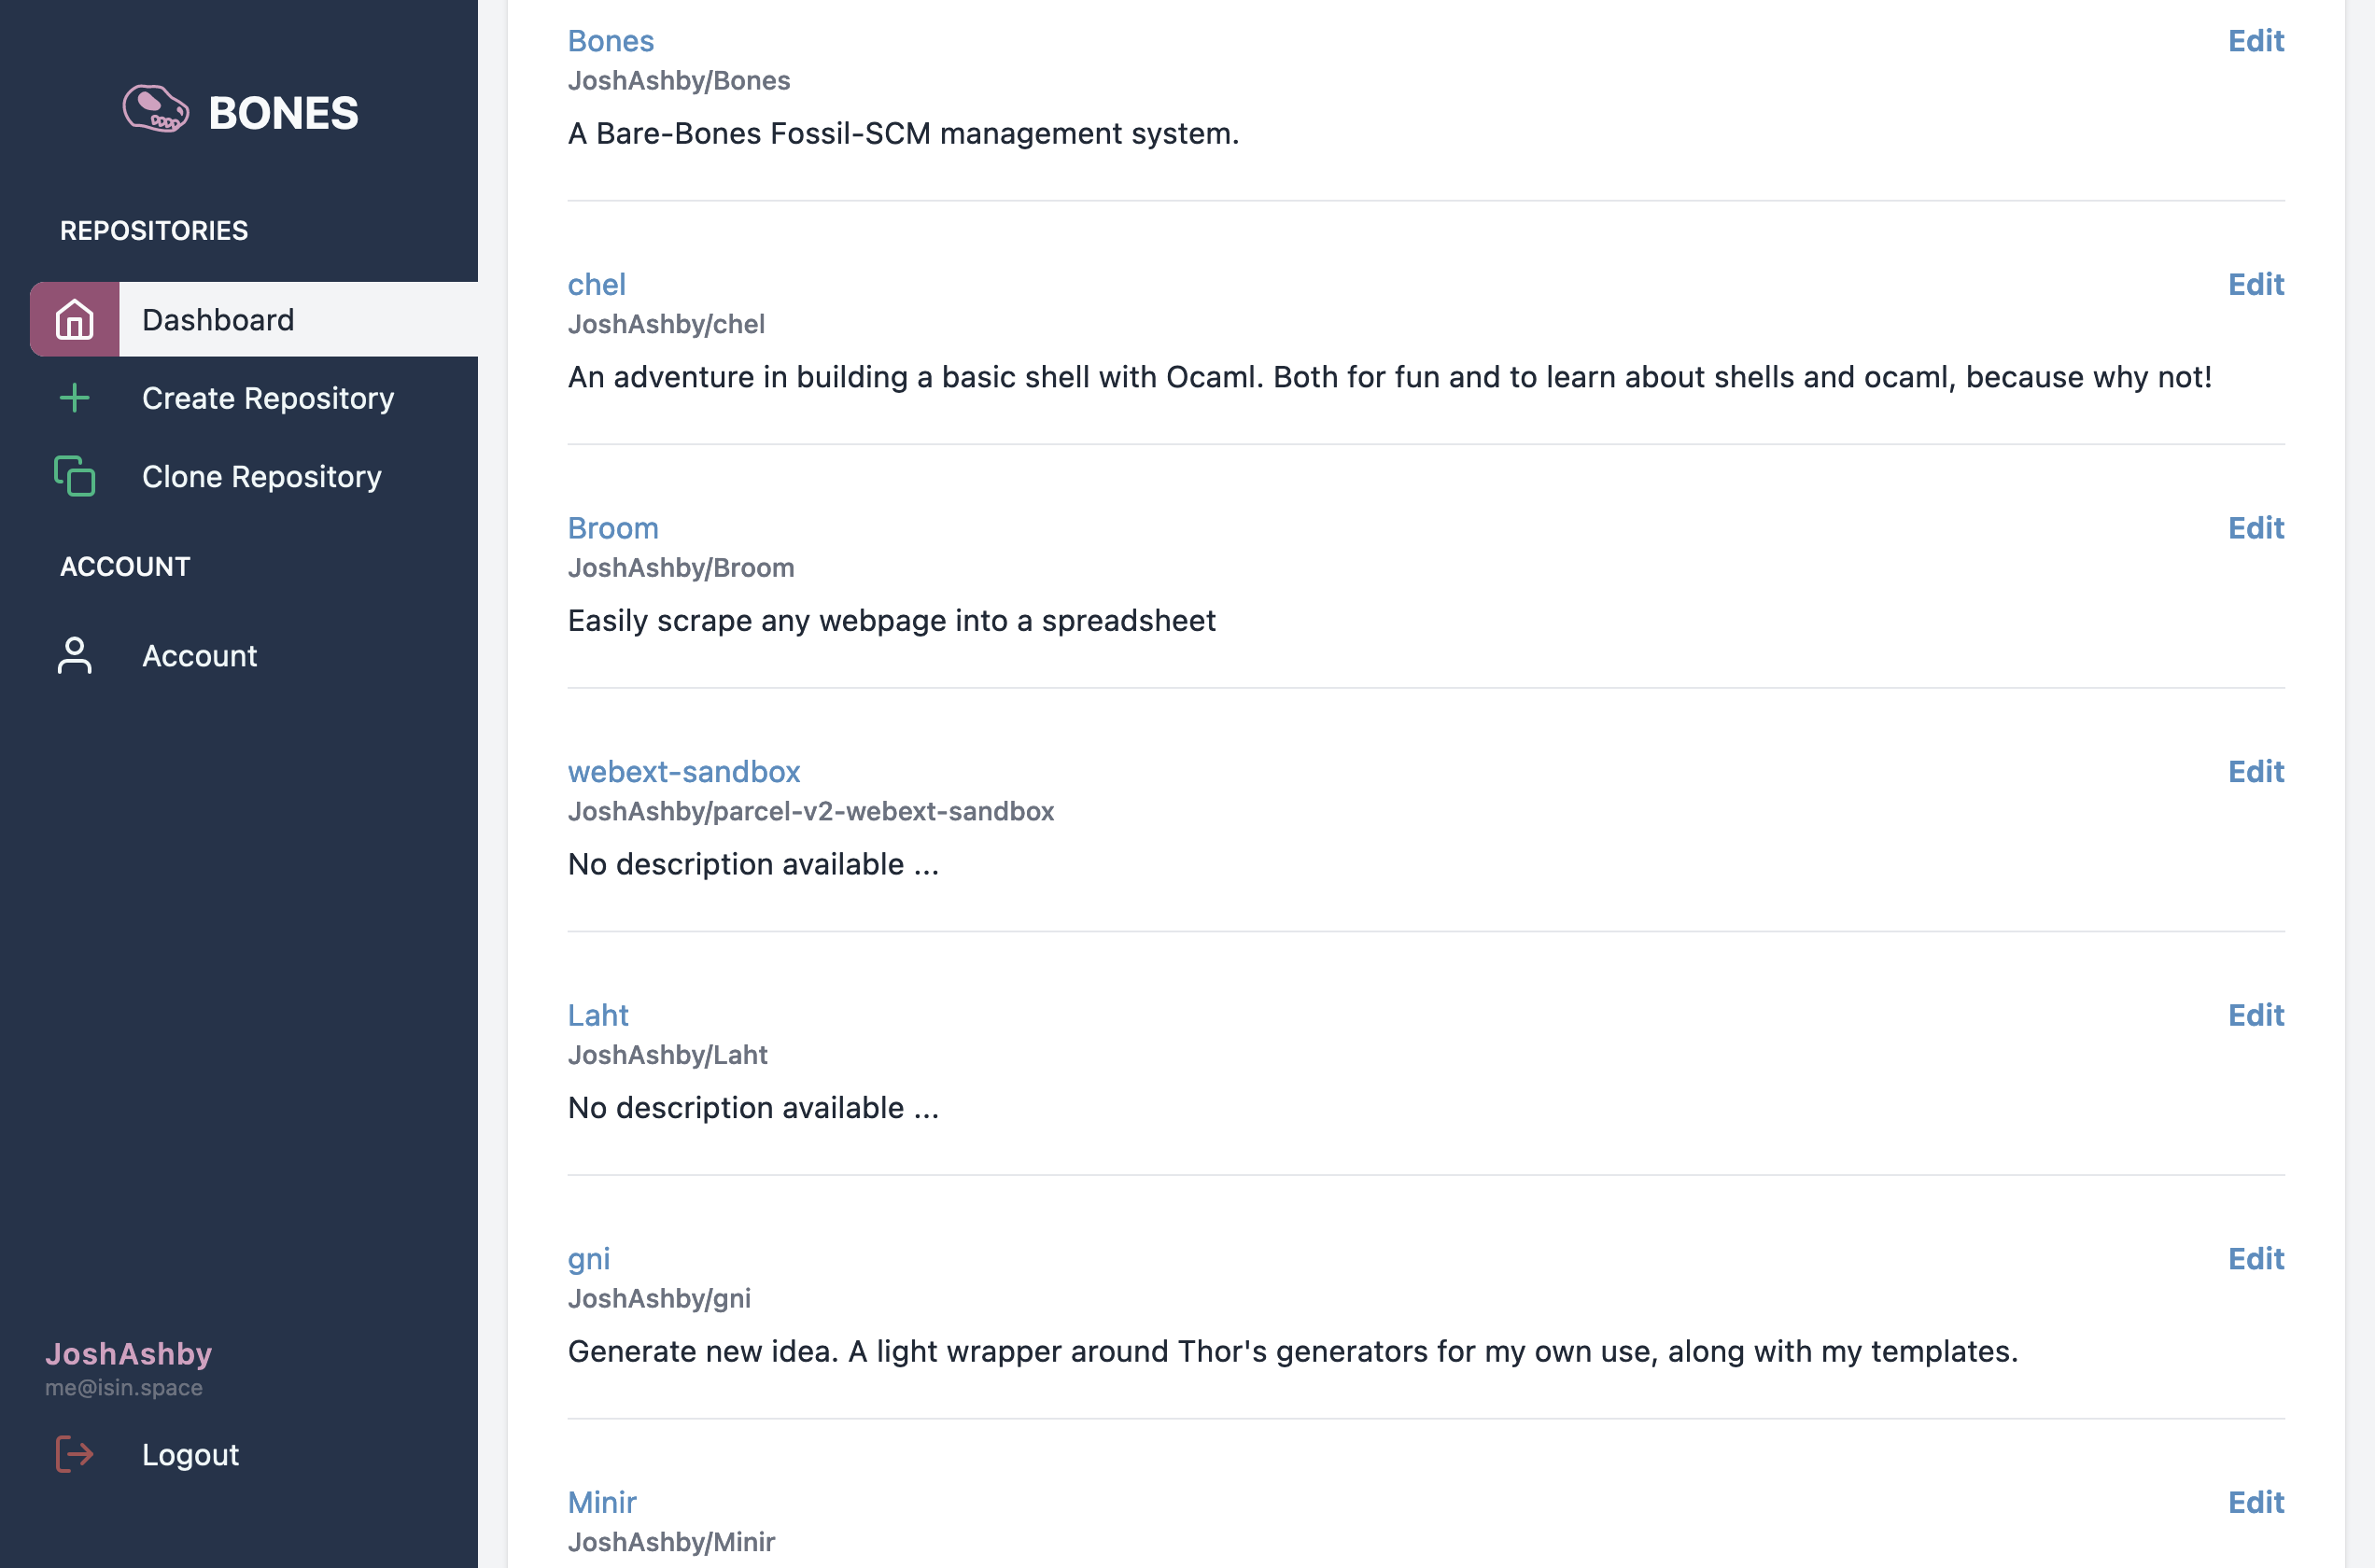 BONES
REPOSITORIES
Dashboard
Create Repository
Clone Repository
ACCOUNT
Account
JoshAshby
me@isin.space
Logout
Bones
Edit
JoshAshby/Bones
A Bare-Bones Fossil-SCM management system.
chel
Edit
JoshAshby/chel
An adventure in building a basic shell with Ocaml. Both for fun and to learn about shells and ocaml, because why not!
Broom
Edit
JoshAshby/Broom
Easily scrape any webpage into a spreadsheet
webext-sandbox
Edit
JoshAshby/parcel-v2-webext-sandbox
No description available ...
Laht
Edit
JoshAshby/Laht
No description available ...
gni
Edit
JoshAshby/gni
Generate new idea. A light wrapper around Thor's generators for my own use, along with my templates.
Minir
Edit
JoshAshby/Minir